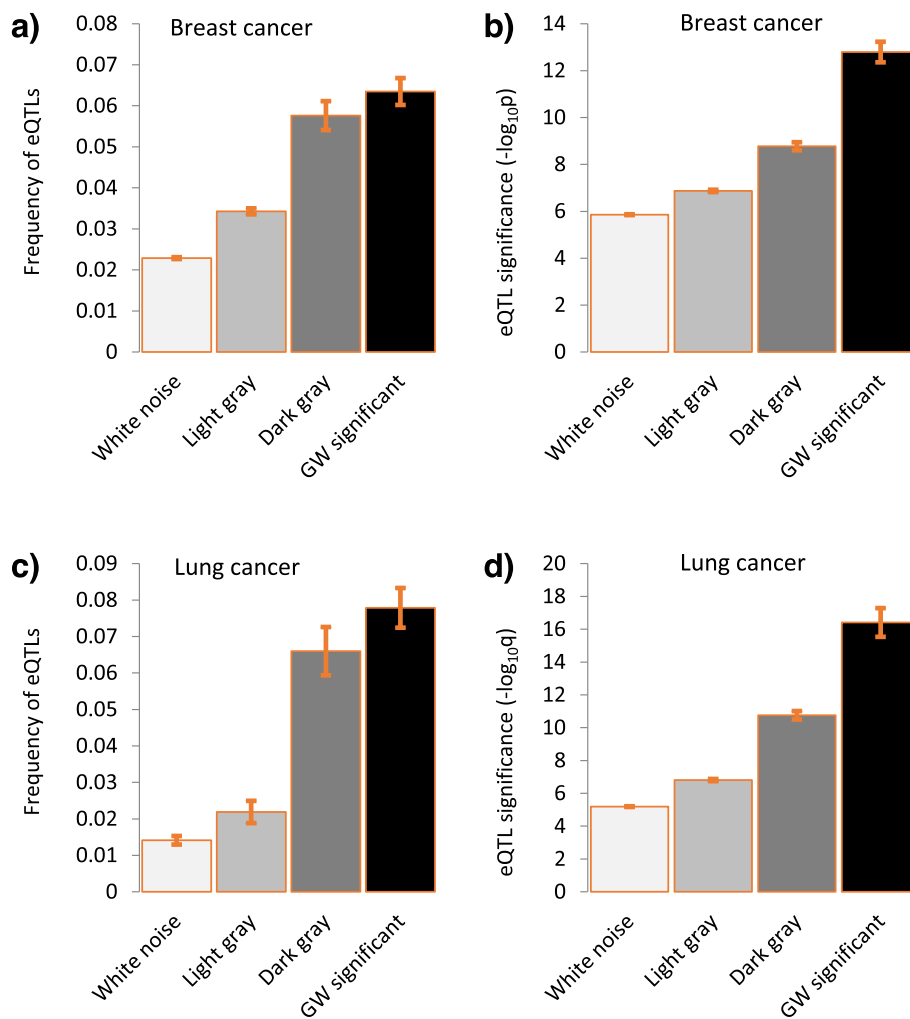 a)
Breast cancer
Frequency of eQTLs
0.08
0.07
0.06
0.05
0.04
0.03
0.02
0.01
0
White noise
Light gray
Dark gray
GW significant
b)
Breast cancer
eQTL significance (-log10p)
14
12
10
8
6
4
2
0
White noise
Light gray
Dark gray
GW significant
c)
Lung cancer
Frequency of eQTLs
0.09
0.08
0.07
0.06
0.05
0.04
0.03
0.02
0.01
0
White noise
Light gray
Dark gray
GW significant
d)
Lung cancer
eQTL significance (-log10q)
20
18
16
14
12
10
8
6
4
2
0
White noise
Light gray
Dark gray
GW significant